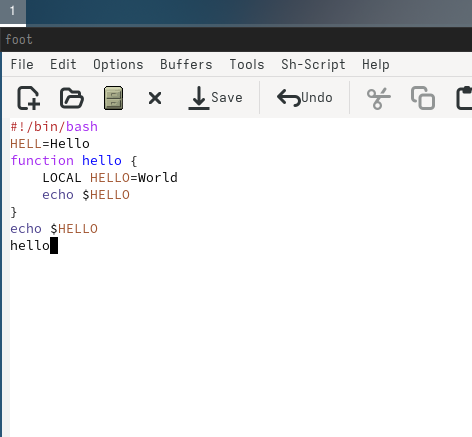 1
foot
File Edit Options Buffers Tools Sh-Script Help
Save Undo
#!/bin/bash
HELL=Hello
function hello {
    LOCAL HELLO=World
    echo $HELLO
}
echo $HELLO
hello